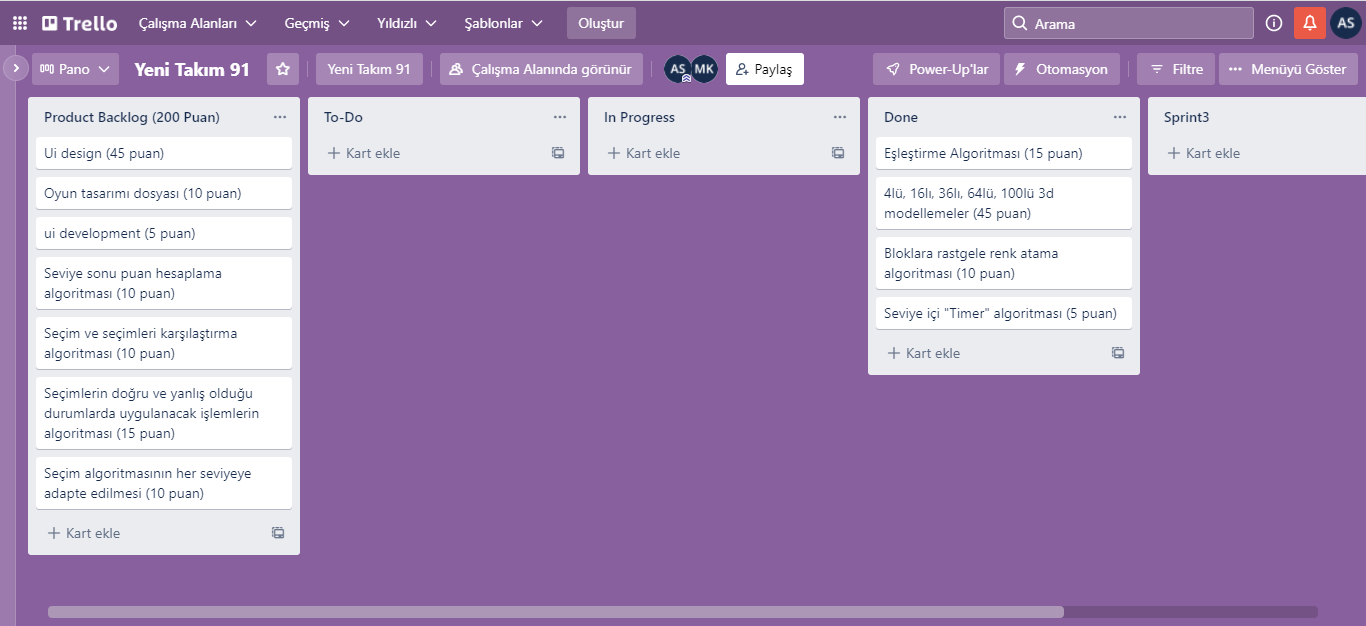 Trello Çalışma Alanları Geçmiş Yıldızlı Şablonlar Oluştur Arama AS
Pano Yeni Takım 91 Yeni Takım 91 Çalışma Alanında görünür AS MK Paylaş Power-Up'lar Otomasyon Filtre Menüyü Göster
Product Backlog (200 Puan)
Ui design (45 puan)
Oyun tasarımı dosyası (10 puan)
ui development (5 puan)
Seviye sonu puan hesaplama
algoritması (10 puan)
Seçim ve seçimleri karşılaştırma
algoritması (10 puan)
Seçimlerin doğru ve yanlış olduğu
durumlarda uygulanacak işlemlerin
algoritması (15 puan)
Seçim algoritmasının her seviyeye
adapte edilmesi (10 puan)
Kart ekle
To-Do
Kart ekle
In Progress
Kart ekle
Done
Eşleştirme Algoritması (15 puan)
4lü, 16lı, 36lı, 64lü, 100lü 3d
modellemeler (45 puan)
Bloklara rastgele renk atama
algoritması (10 puan)
Seviye içi "Timer" algoritması (5 puan)
Kart ekle
Sprint3
Kart ekle